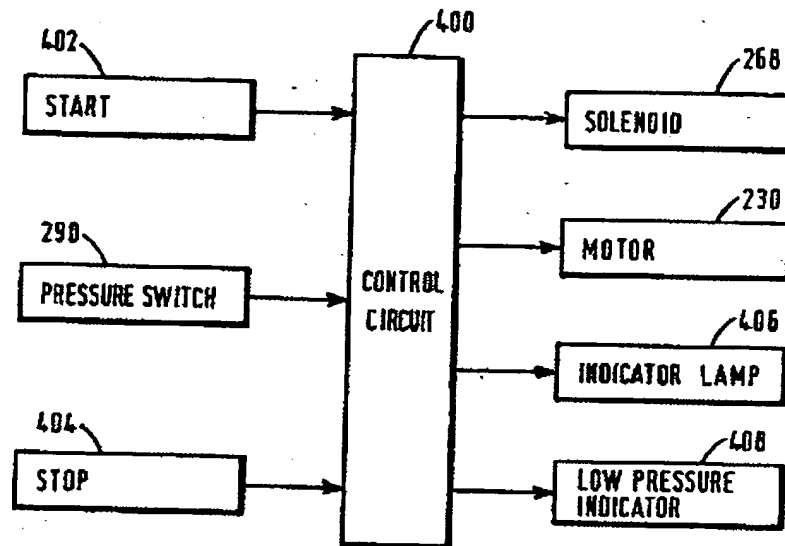 402
START
290
PRESSURE SWITCH
404
STOP
400
CONTROL
CIRCUIT
268
SOLENOID
230
MOTOR
406
INDICATOR LAMP
408
LOW PRESSURE
INDICATOR